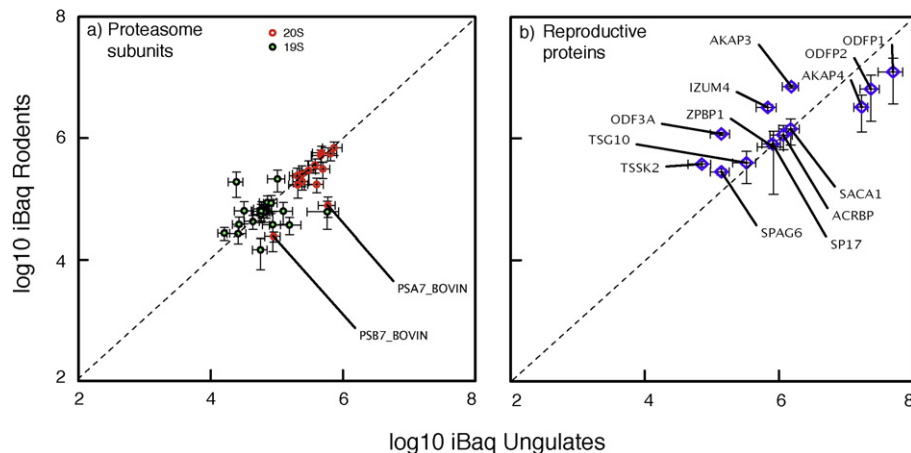 a) Proteasome
subunits
20S
19S
PSA7_BOVIN
PSB7_BOVIN
8
6
4
2
2
4
6
8
b) Reproductive
proteins
ODFP1
ODFP2
AKAP3
AKAP4
IZUM4
ZPBP1
ODF3A
TSG10
TSSK2
SACA1
ACRBP
SPAG6
SP17
2
4
6
8
log10 iBaq Rodents
log10 iBaq Ungulates